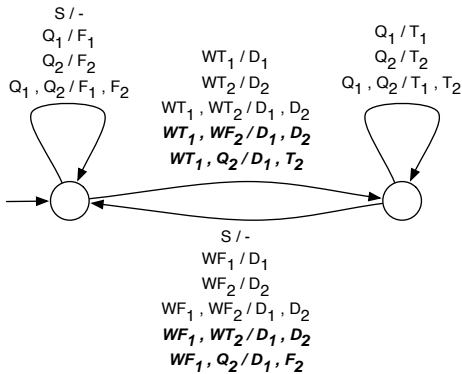 S / -
Q1 / F1
Q2 / F2
Q1 , Q2 / F1 , F2
WT1 / D1
WT2 / D2
WT1 , WT2 / D1 , D2
WT1 , WF2 / D1 , D2
WT1 , Q2 / D1 , T2
Q1 / T1
Q2 / T2
Q1 , Q2 / T1 , T2
S / -
WF1 / D1
WF2 / D2
WF1 , WF2 / D1 , D2
WF1 , WT2 / D1 , D2
WF1 , Q2 / D1 , F2